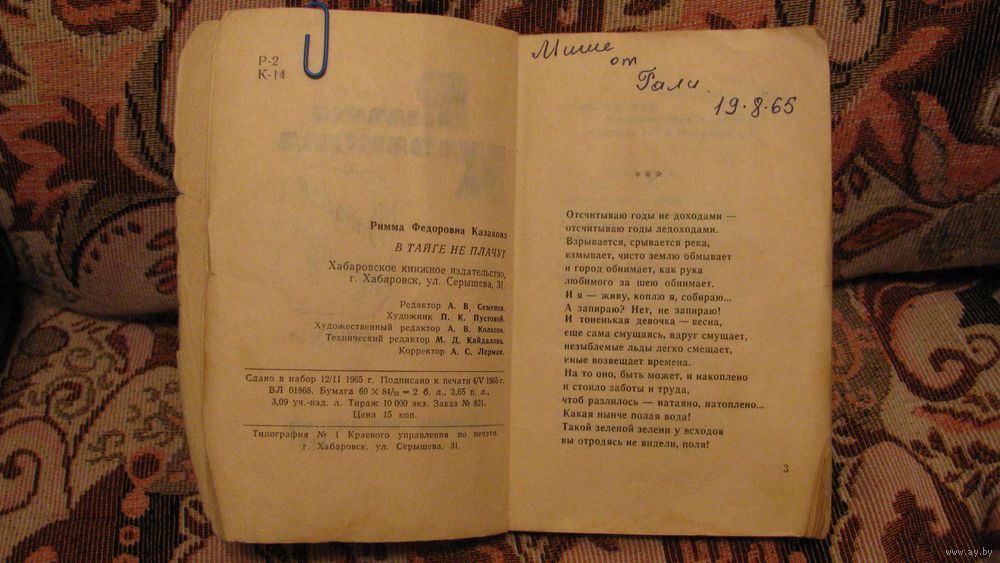 Р-2
К-14
Римма Федоровна Казакова
В ТАЙГЕ НЕ ПЛАЧУТ
Хабаровское книжное издательство,
г. Хабаровск, ул. Серышева, 31.
Редактор А. В. Семенов.
Художник П. К. Пустовой.
Художественный редактор А. В. Колесов.
Технический редактор М. Д. Кайдалова.
Корректор А. С. Лерман.
Сдано в набор 12/II 1965 г. Подписано к печати 4/V 1965 г.
ВЛ 01868. Бумага 60 × 84/32 = 2 б. л., 3,65 п. л.,
3,09 уч.-изд. л. Тираж 10 000 экз. Заказ № 821.
Цена 15 коп.
Типография № 1 Краевого управления по печати.
г. Хабаровск, ул. Серышева, 31.
Мише
от
Гали.
19.8.65
***
Отсчитываю годы не доходами —
отсчитываю годы ледоходами.
Взрывается, срывается река,
взмывает, чисто землю обмывает
и город обнимает, как рука
любимого за шею обнимает.
И я — живу, коплю я, собираю...
А запираю? Нет, не запираю!
И тоненькая девочка — весна,
еще сама смущаясь, вдруг смущает,
незыблемые льды легко смещает,
иные возвещает времена.
На то оно, быть может, и накоплено
и стоило заботы и труда,
чтоб разлилось — натаяно, натоплено...
Какая нынче полая вода!
Такой зеленой зелени у всходов
вы отродясь не видели, поля!
3
www.ay.by